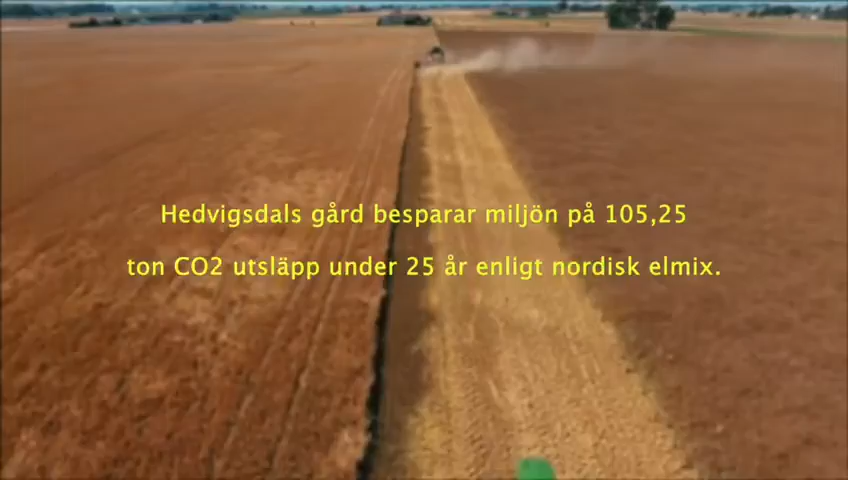 Hedvigsdals gård besparar miljön på 105,25
ton CO2 utsläpp under 25 år enligt nordisk elmix.